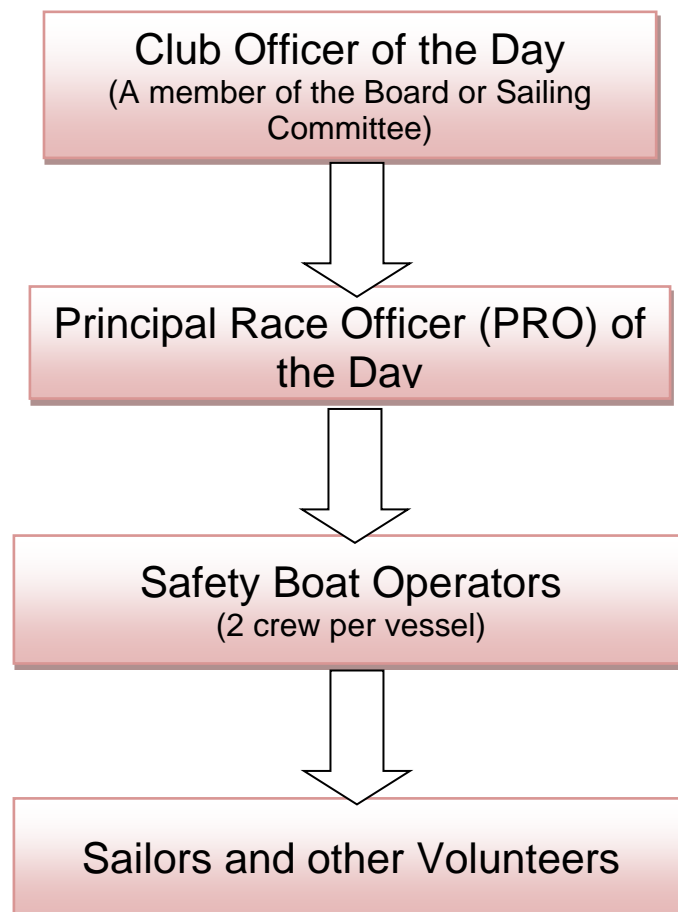 Club Officer of the Day
(A member of the Board or Sailing
Committee)
Principal Race Officer (PRO) of
the Day
Safety Boat Operators
(2 crew per vessel)
Sailors and other Volunteers